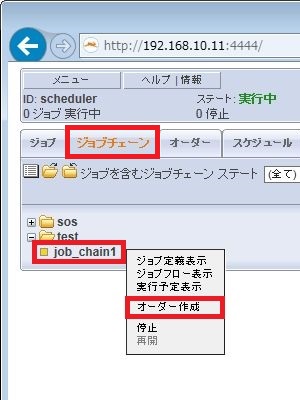 http://192.168.10.11:4444/
メニュー ヘルプ | 情報
ID: scheduler ステート: 実行中
0 ジョブ 実行中 0 停止
ジョブ ジョブチェーン オーダー スケジュール
ジョブを含むジョブチェーン ステート (全て)
sos
test
job_chain1
ジョブ定義表示
ジョブフロー表示
実行予定表示
オーダー作成
停止
再開